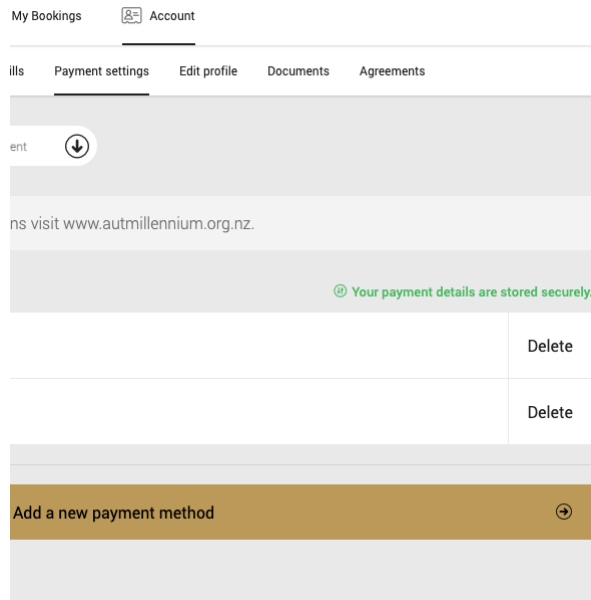 My Bookings Account
ills Payment settings Edit profile Documents Agreements
ent
ns visit www.autmillennium.org.nz.
Your payment details are stored securely.
Delete
Delete
Add a new payment method